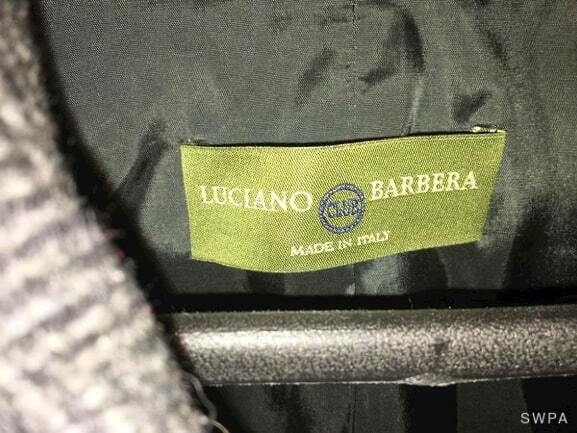 LUCIANO CLUB BARBERA
MADE IN ITALY
SWPA